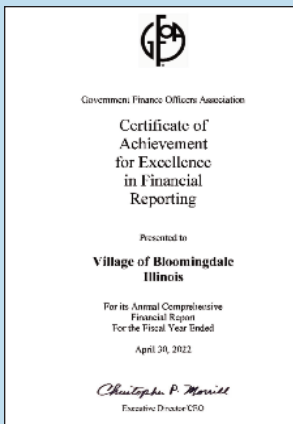 GFOA
Government Finance Officers Association
Certificate of
Achievement
for Excellence
in Financial
Reporting
Presented to
Village of Bloomingdale
Illinois
For its Annual Comprehensive
Financial Report
For the Fiscal Year Ended
April 30, 2022
Christopher P. Morrill
Executive Director/CEO